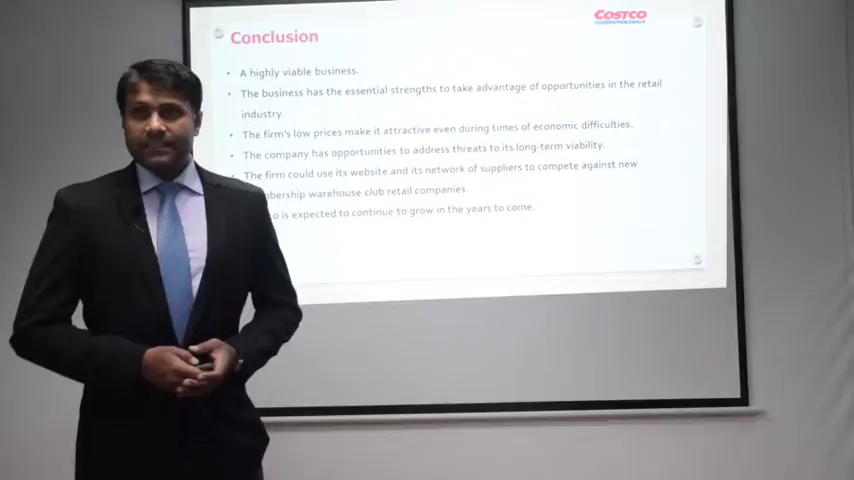 COSTCO
WHOLESALE
Conclusion
• A highly viable business.
• The business has the essential strengths to take advantage of opportunities in the retail
industry.
• The firm's low prices make it attractive even during times of economic difficulties.
• The company has opportunities to address threats to its long-term viability.
The firm could use its website and its network of suppliers to compete against new
bership warehouse club retail companies.
o is expected to continue to grow in the years to come.